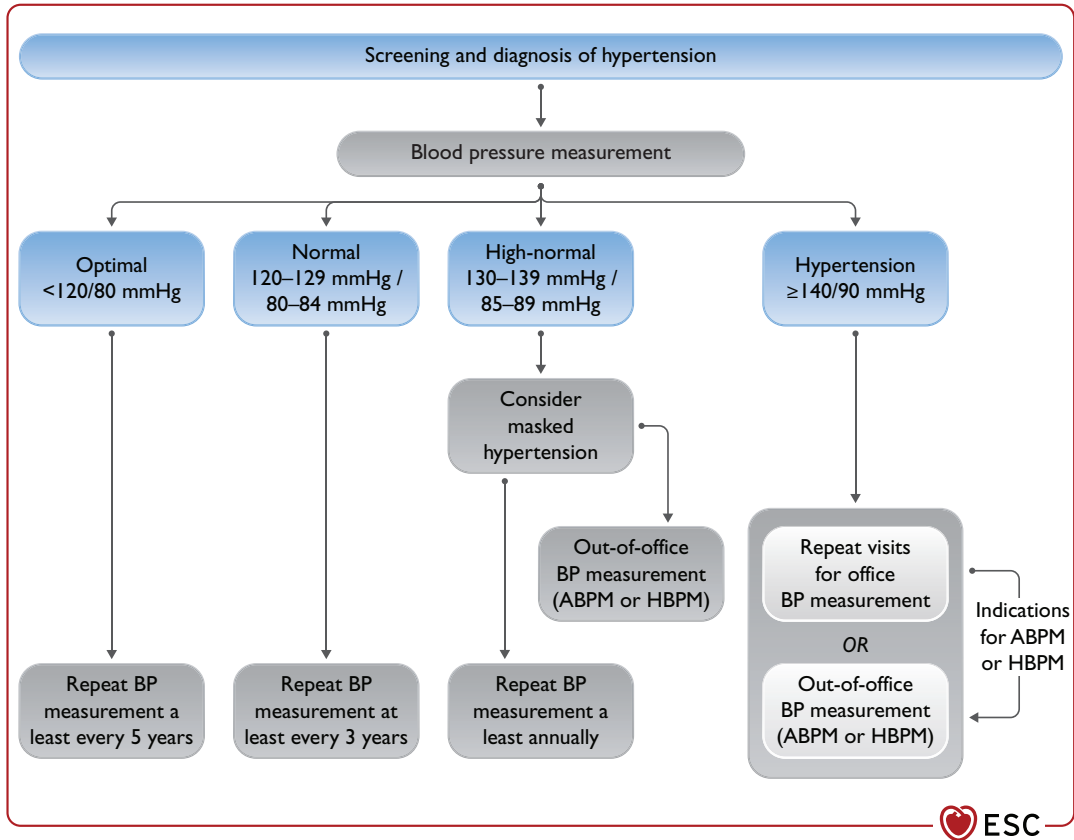 Screening and diagnosis of hypertension
Blood pressure measurement
Optimal
<120/80 mmHg
Normal
120–129 mmHg /
80–84 mmHg
High-normal
130–139 mmHg /
85–89 mmHg
Hypertension
≥140/90 mmHg
Consider
masked
hypertension
Out-of-office
BP measurement
(ABPM or HBPM)
Repeat visits
for office
BP measurement
OR
Out-of-office
BP measurement
(ABPM or HBPM)
Indications
for ABPM
or HBPM
Repeat BP
measurement a
least every 5 years
Repeat BP
measurement at
least every 3 years
Repeat BP
measurement a
least annually
ESC